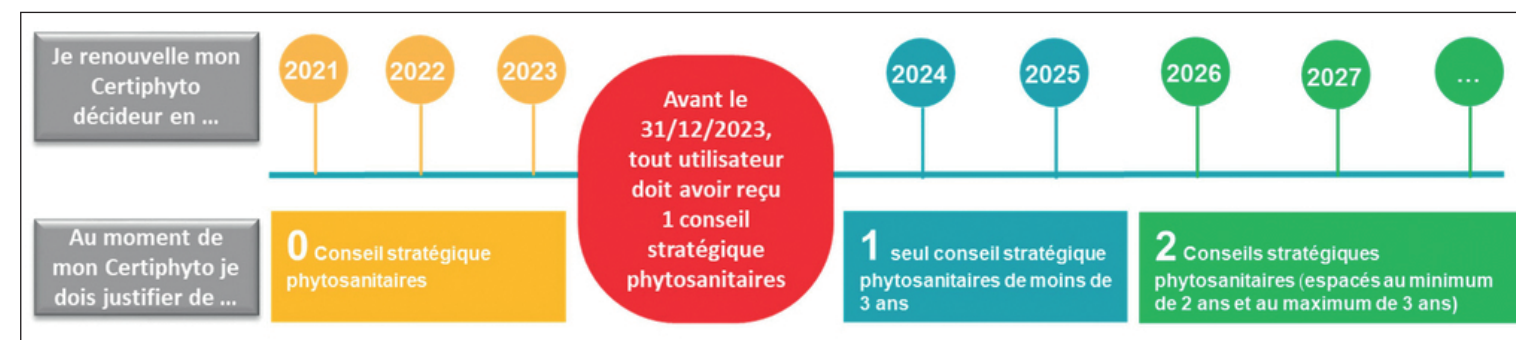 Je renouvelle mon
Certiphyto
décideur en ...
2021
2022
2023
Avant le
31/12/2023,
tout utilisateur
doit avoir reçu
1 conseil
stratégique
phytosanitaires
2024
2025
2026
2027
...
Au moment de
mon Certiphyto je
dois justifier de ...
0 Conseil stratégique
phytosanitaires
1 seul conseil stratégique
phytosanitaires de moins de
3 ans
2 Conseils stratégiques
phytosanitaires (espacés au minimum
de 2 ans et au maximum de 3 ans)